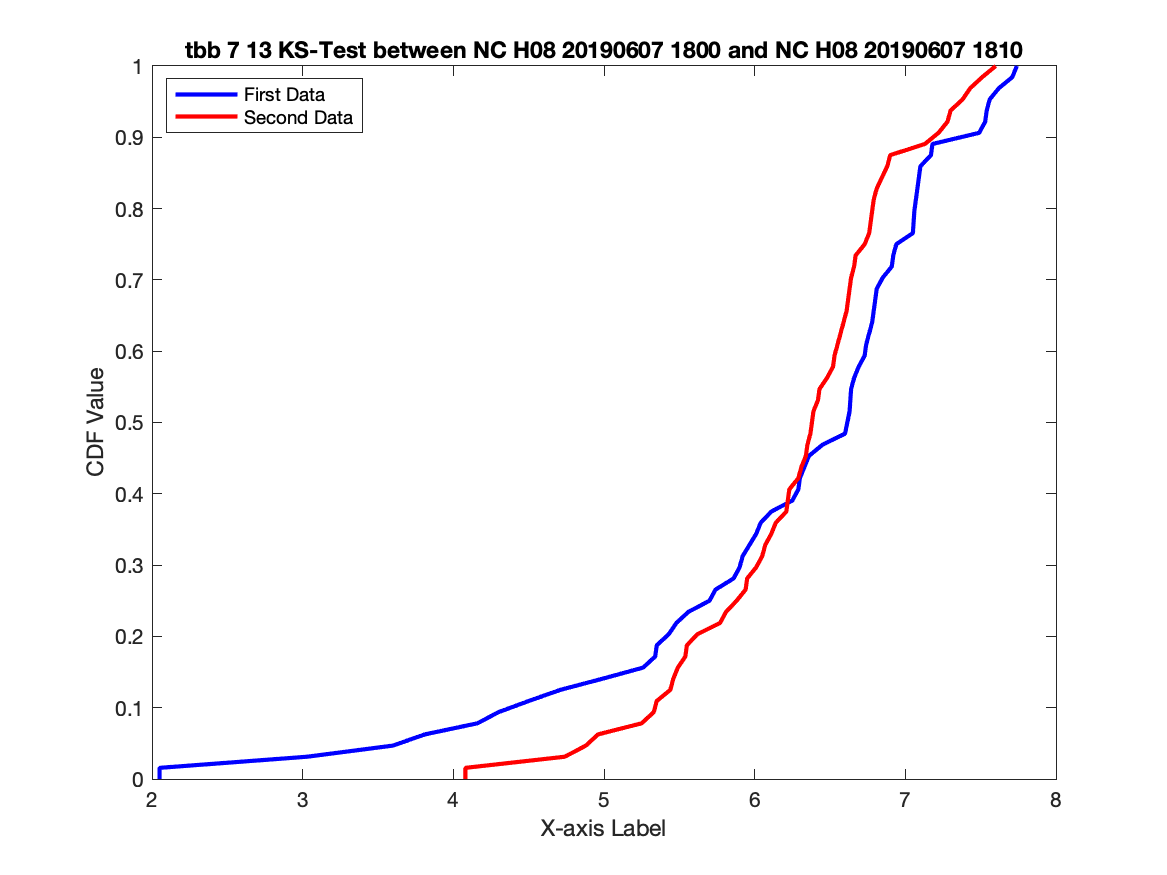 tbb 7 13 KS-Test between NC H08 20190607 1800 and NC H08 20190607 1810
First Data
Second Data
CDF Value
1
0.9
0.8
0.7
0.6
0.5
0.4
0.3
0.2
0.1
0
2 3 4 5 6 7 8
X-axis Label